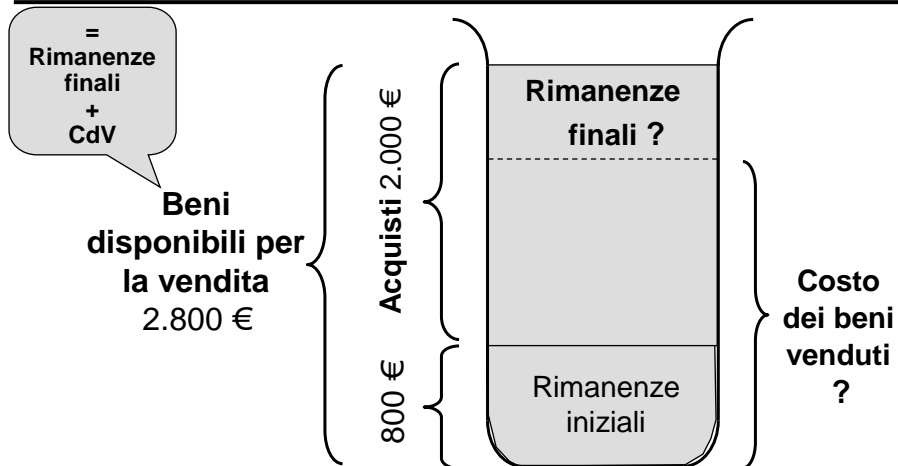 =
Rimanenze
finali
+
CdV
Beni
disponibili per
la vendita
2.800 €
Acquisti 2.000 €
800 €
Rimanenze
finali ?
Rimanenze
iniziali
Costo
dei beni
venduti
?